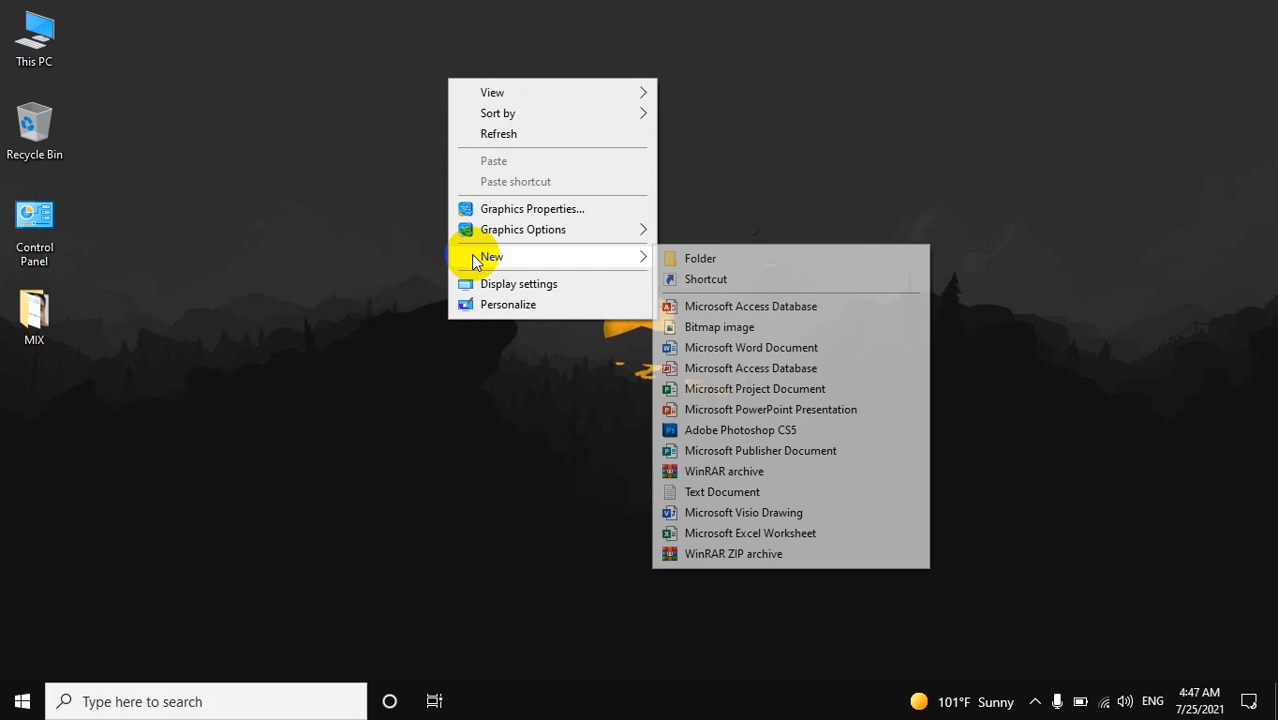 This PC
Recycle Bin
Control
Panel
MIX
View
Sort by
Refresh
Paste
Paste shortcut
Graphics Properties...
Graphics Options
New
Display settings
Personalize
Folder
Shortcut
Microsoft Access Database
Bitmap image
Microsoft Word Document
Microsoft Access Database
Microsoft Project Document
Microsoft PowerPoint Presentation
Adobe Photoshop CS5
Microsoft Publisher Document
WinRAR archive
Text Document
Microsoft Visio Drawing
Microsoft Excel Worksheet
WinRAR ZIP archive
Type here to search
101°F Sunny
ENG
4:47 AM
7/25/2021